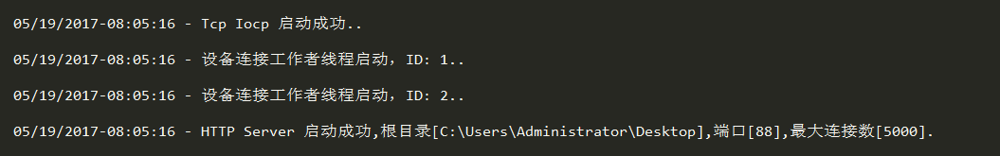 05/19/2017-08:05:16 - Tcp Iocp 启动成功..
05/19/2017-08:05:16 - 设备连接工作者线程启动，ID: 1..
05/19/2017-08:05:16 - 设备连接工作者线程启动，ID: 2..
05/19/2017-08:05:16 - HTTP Server 启动成功,根目录[C:\Users\Administrator\Desktop],端口[88],最大连接数[5000].